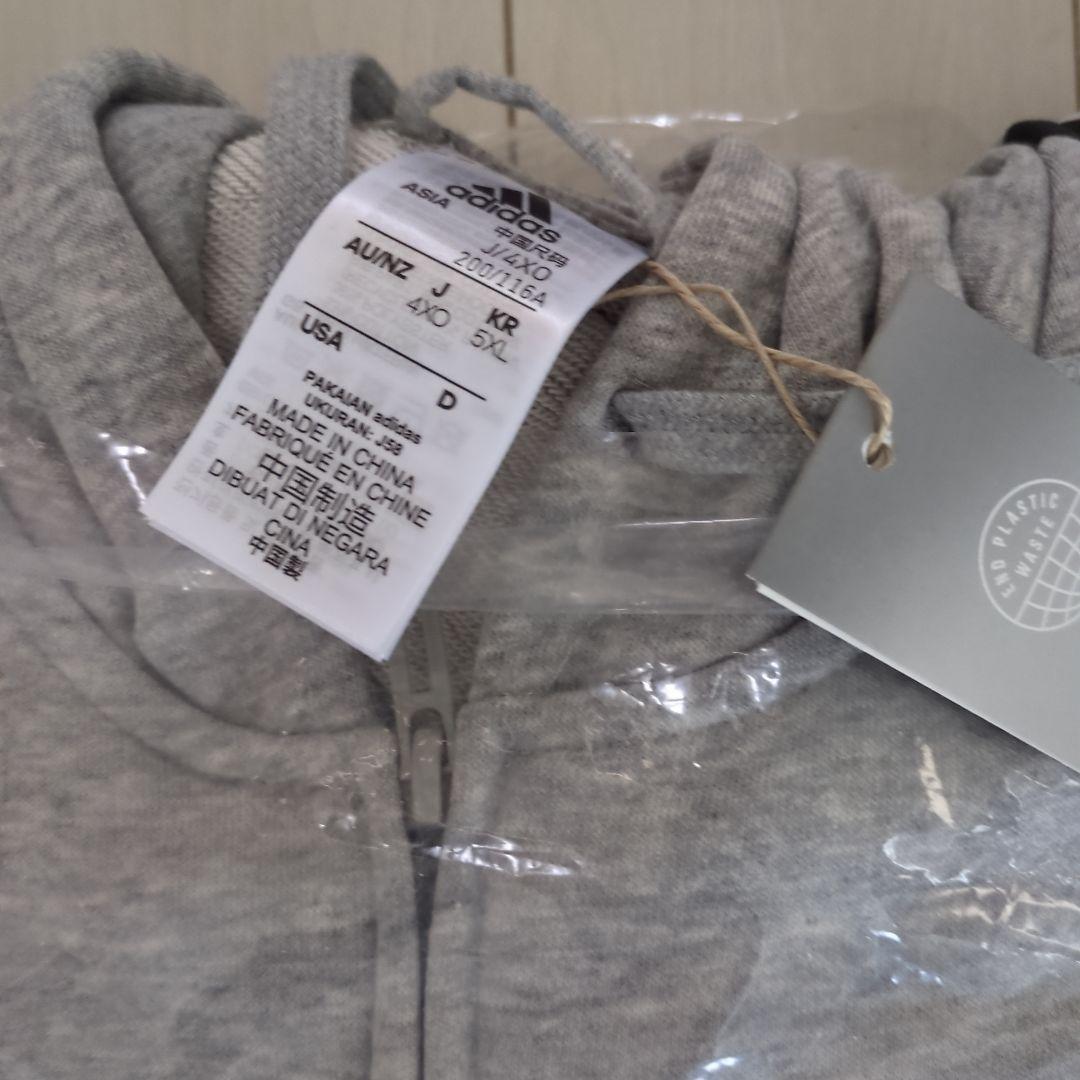 adidas
ASIA
中国尺码
J/4XO
200/116A
AU/NZ J KR
4XO 5XL
USA D
PAKAIAN adidas
UKURAN: J58
MADE IN CHINA
FABRIQUÉ EN CHINE
中国制造
DIBUAT DI NEGARA
CINA
中国製
END PLASTIC
WASTE